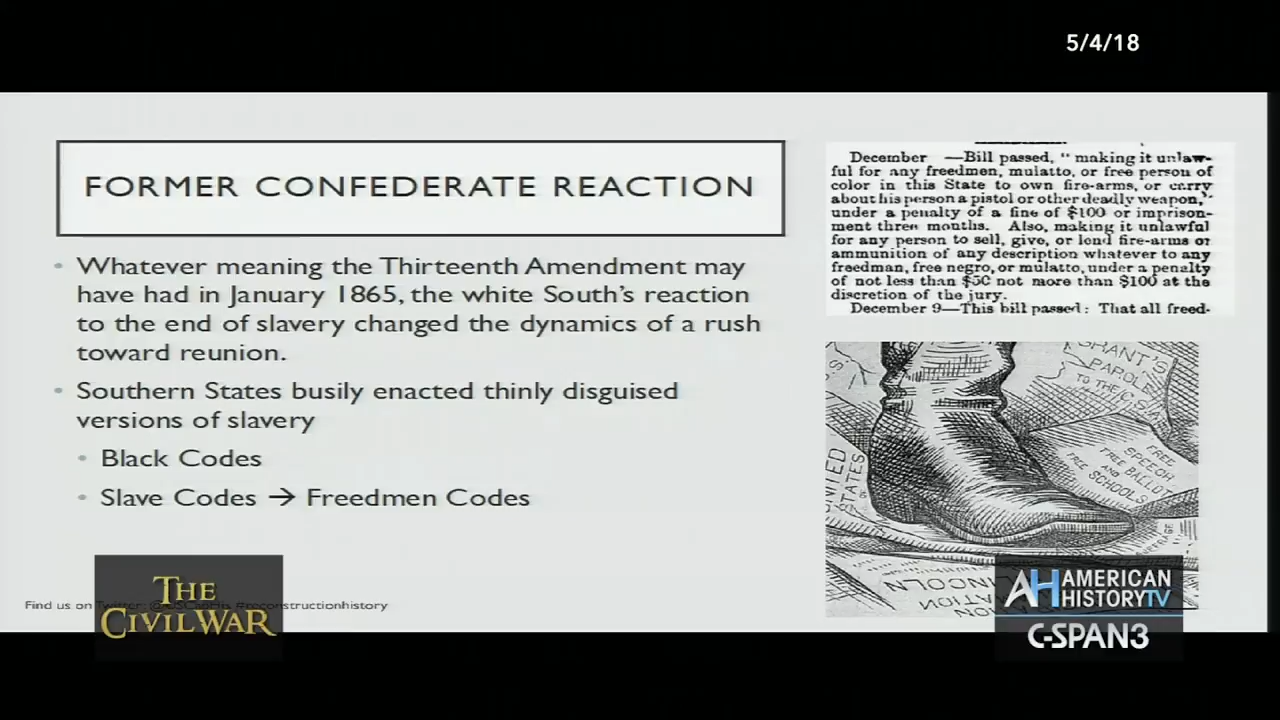 5/4/18
FORMER CONFEDERATE REACTION
• Whatever meaning the Thirteenth Amendment may
have had in January 1865, the white South's reaction
to the end of slavery changed the dynamics of a rush
toward reunion.
• Southern States busily enacted thinly disguised
versions of slavery
• Black Codes
• Slave Codes → Freedmen Codes
December —Bill passed, "making it unlaw-
ful for any freedmen, mulatto, or free person of
color in this State to own fire-arms, or carry
about his person a pistol or other deadly weapon,"
under a penalty of a fine of $100 or imprison-
ment three months. Also, making it unlawful
for any person to sell, give, or lend fire-arms or
ammunition of any description whatever to any
freedman, free negro, or mulatto, under a penalty
of not less than $50 not more than $100 at the
discretion of the jury.
December 9—This bill passed: That all freed-
GRANT'S
PAROLE
TO THE
FREE
SPEECH
FREE BALLOT
AND
FREE SCHOOLS
STATES
LINCOLN
Find us on Twitter: #reconstructionhistory
THE
CIVIL WAR
AH AMERICAN
HISTORYTV
C-SPAN3